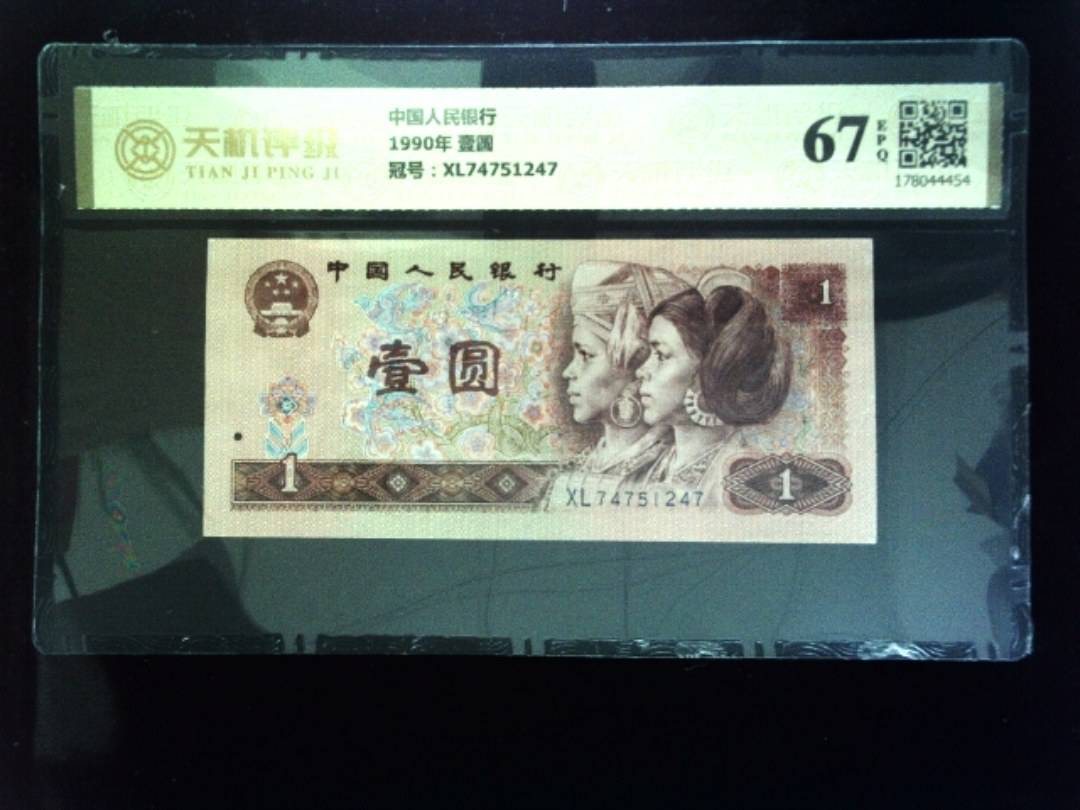 天机评级
TIAN JI PING JI
中国人民银行
1990年 壹圆
冠号：XL74751247
67
EPQ
178044454
中国人民银行
1
壹圆
1
XL74751247
1